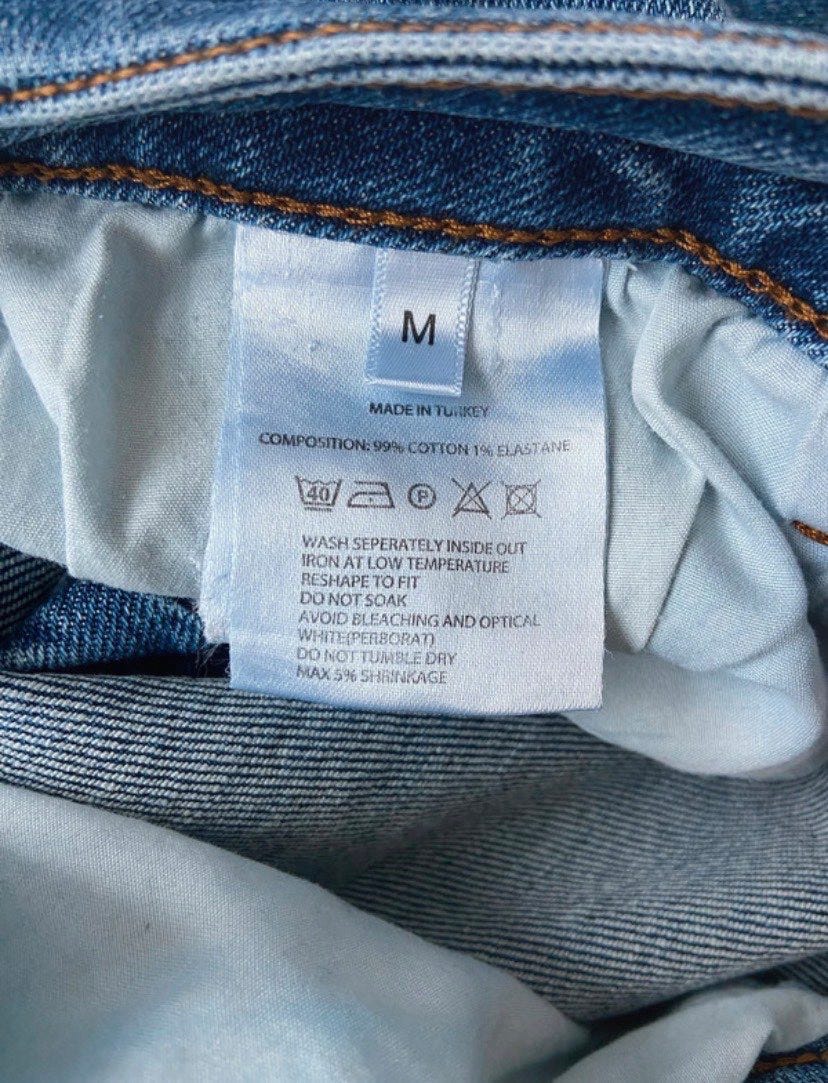 M
MADE IN TURKEY
COMPOSITION: 99% COTTON 1% ELASTANE
40 P
WASH SEPERATELY INSIDE OUT
IRON AT LOW TEMPERATURE
RESHAPE TO FIT
DO NOT SOAK
AVOID BLEACHING AND OPTICAL
WHITE(PERBORAT)
DO NOT TUMBLE DRY
MAX 5% SHRINKAGE